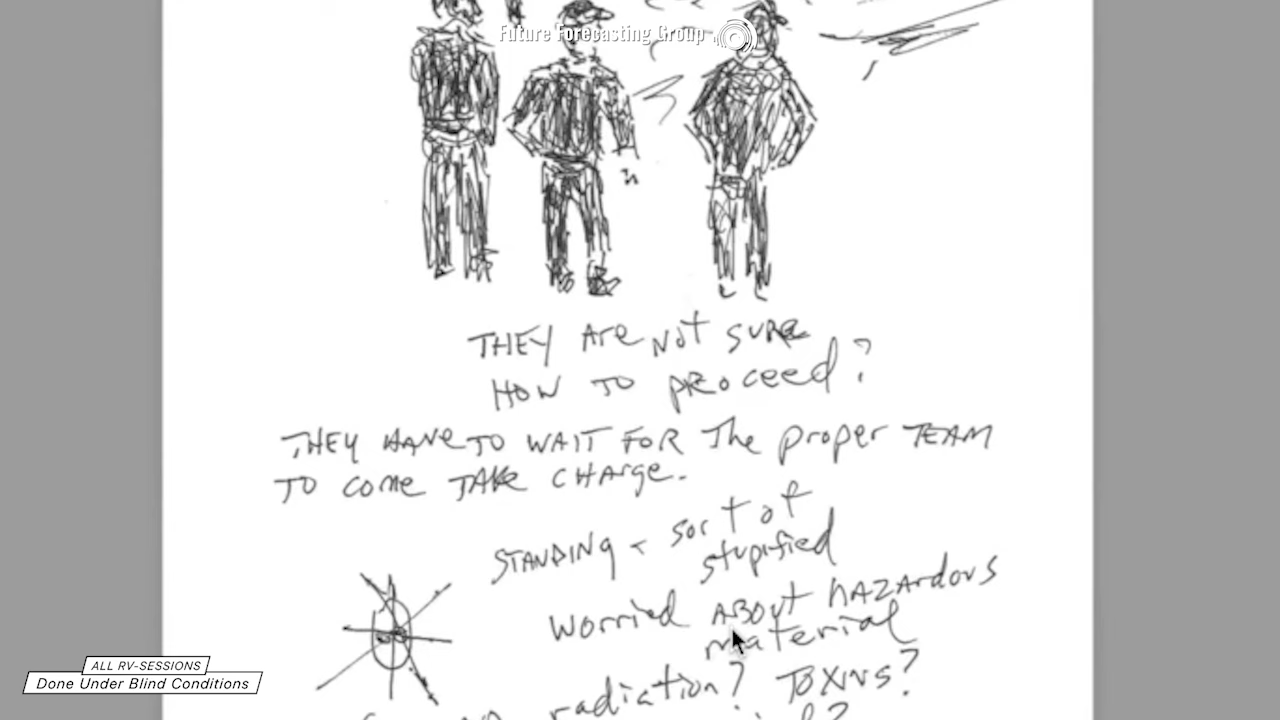 Future Forecasting Group
THEY Are Not sure
HOW TO proceed?
THEY HAVE TO WAIT FOR The proper TEAM
TO come TAKE CHArge.
STANDING - sort of
stupified
Worried ABOUT hAZArdous
material
radiation? TOXINS?
ALL RV-SESSIONS
Done Under Blind Conditions